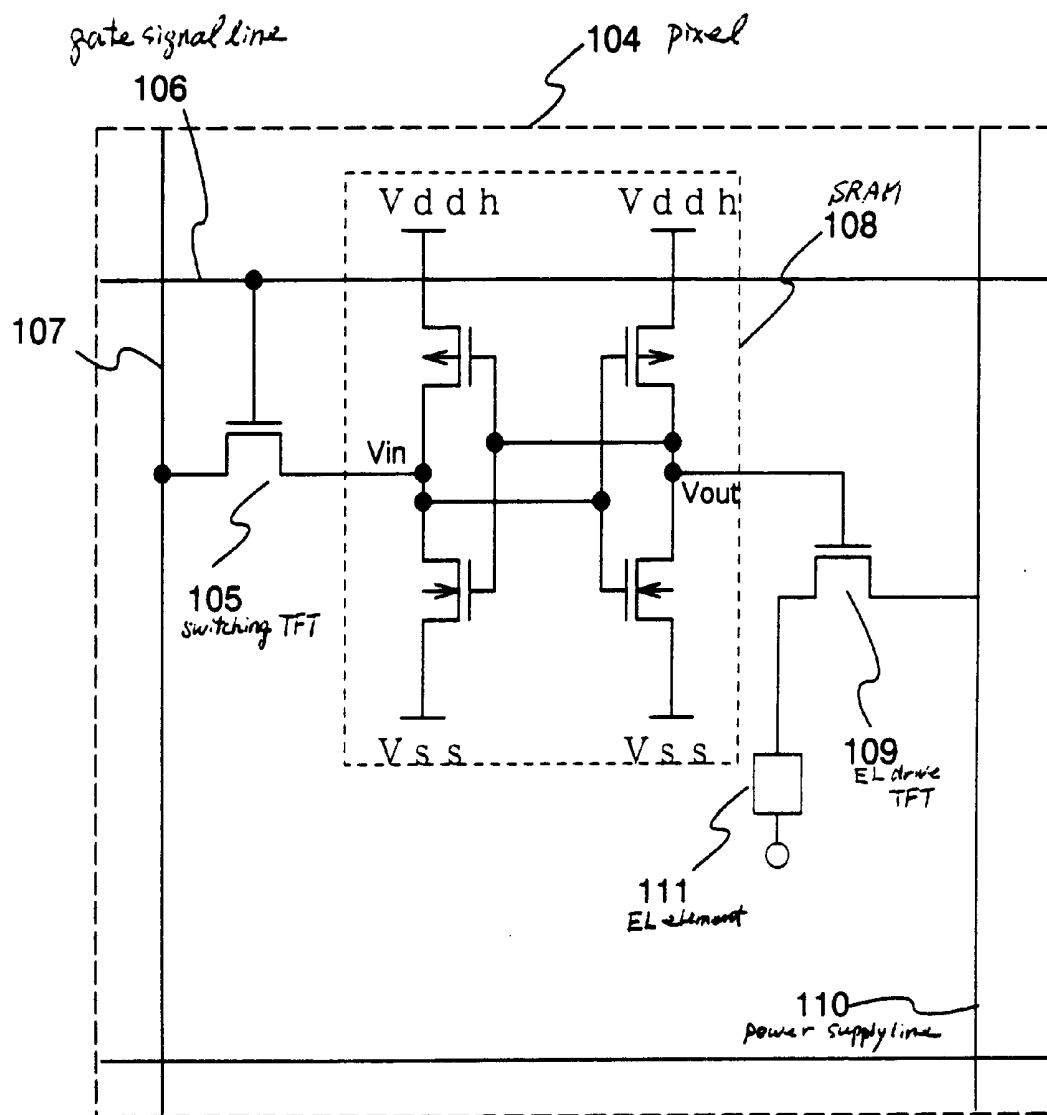 gate signal line
106
104 pixel
Vddh
Vddh
SRAM
108
107
Vin
Vout
105
switching TFT
Vss
Vss
109
EL drive
TFT
111
EL element
110
power supply line